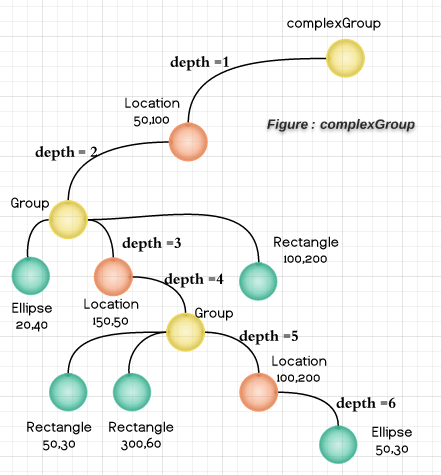 complexGroup
depth =1
Location
50,100
Figure : complexGroup
depth = 2
Group
depth =3
Rectangle
100,200
depth =4
Ellipse
20,40
Location
150,50
Group
depth =5
Location
100,200
depth =6
Rectangle
50,30
Rectangle
300,60
Ellipse
50,30